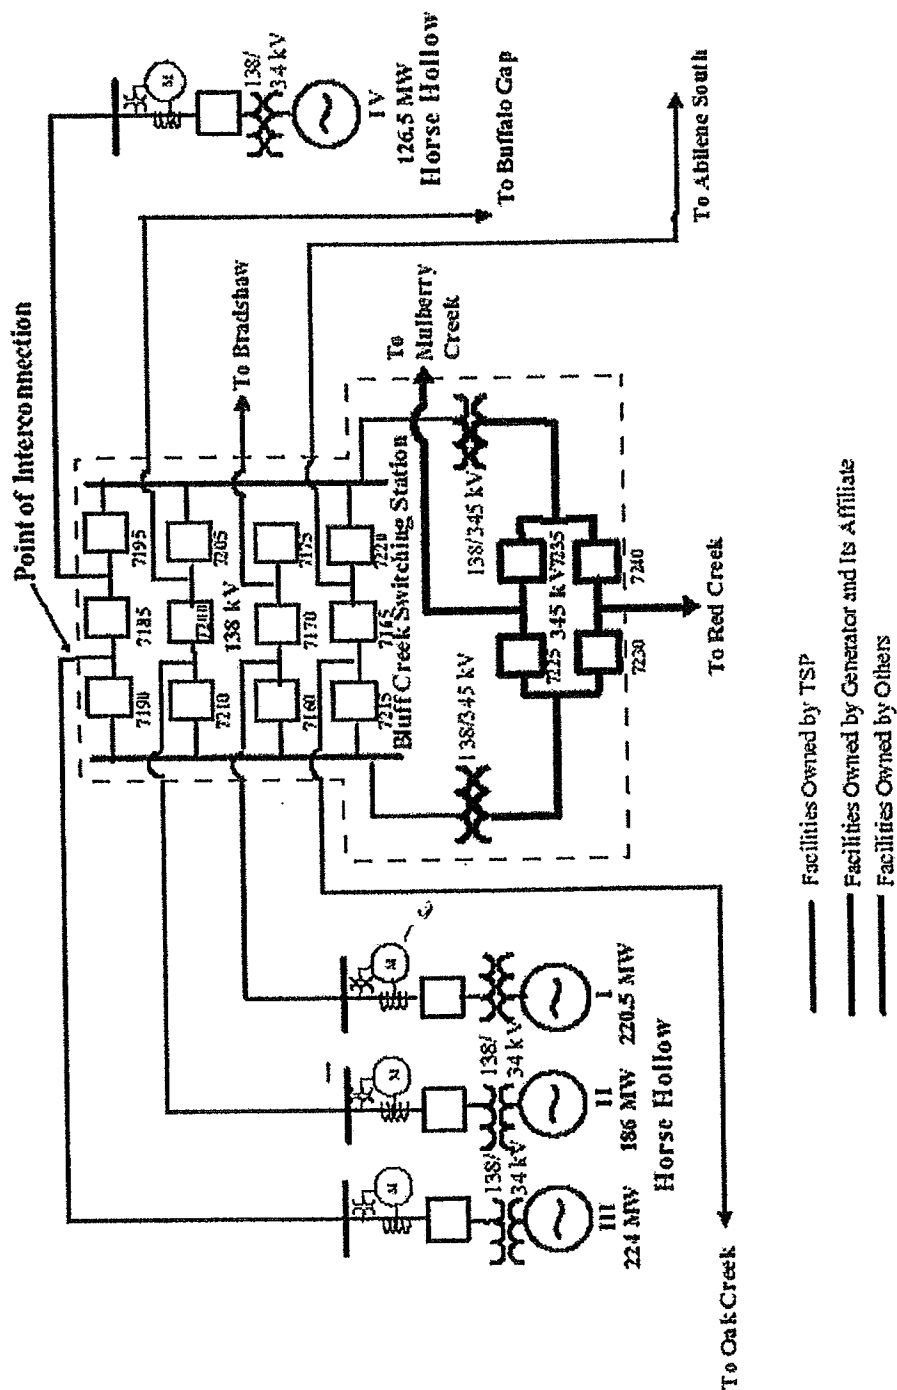 Point of Interconnection
138/
34 kV
IV
126.5 MW
Horse Hollow
To Buffalo Gap
To Abilene South
To Bradshaw
To
Mulberry
Creek
7195
7185
7190
7205
7200
7210
138 kV
7175
7170
7160
7220
7165
7215
Bluff Creek Switching Station
138/345 kV
138/345 kV
7235
345 kV
7225
7240
7230
To Red Creek
M
M
M
M
138/
34 kV
138/
34 kV
I
220.5 MW
II
186 MW
III
224 MW
Horse Hollow
To Oak Creek
Facilities Owned by TSP
Facilities Owned by Generator and Its Affiliate
Facilities Owned by Others